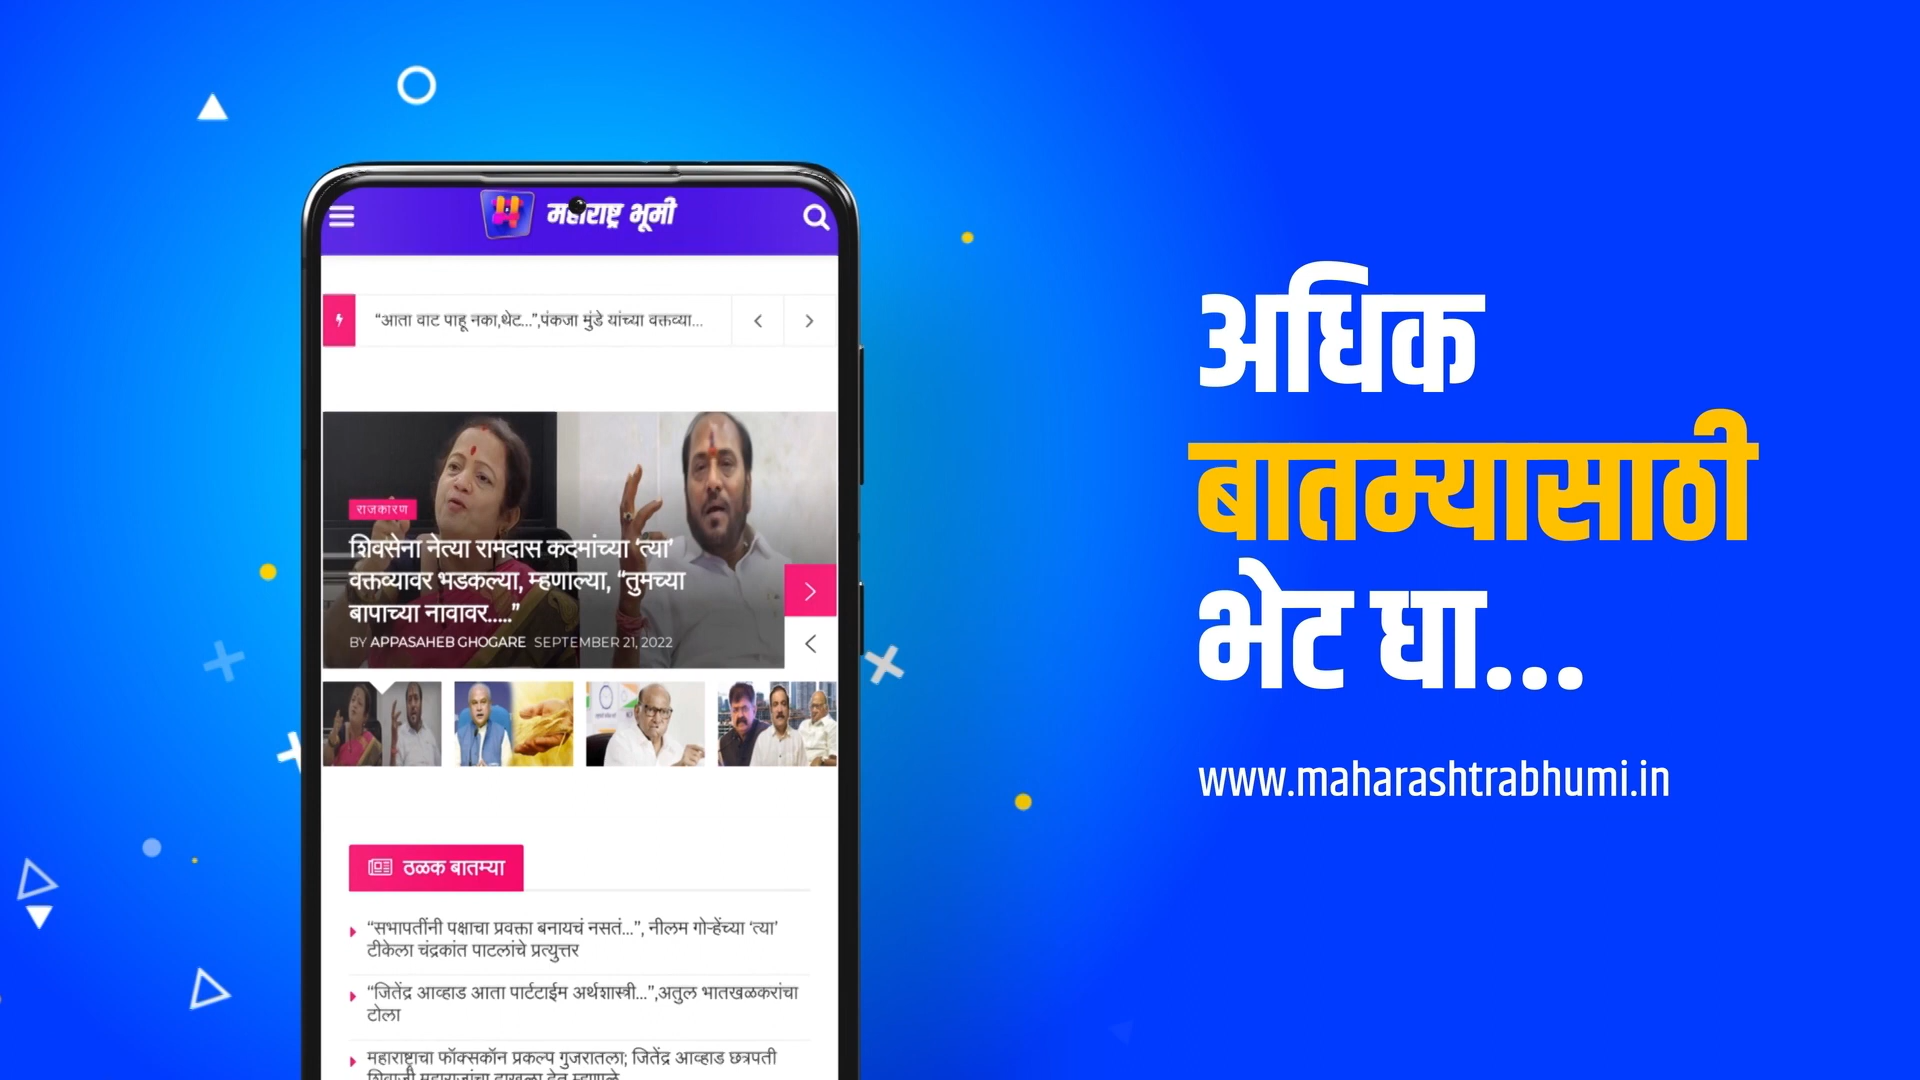 महाराष्ट्र भूमी
“आता वाट पाहू नका,थेट...”,पंकजा मुंडे यांच्या वक्तव्या...
राजकारण
शिवसेना नेत्या रामदास कदमांच्या ‘त्या’
वक्तव्यावर भडकल्या, म्हणाल्या, “तुमच्या
बापाच्या नावावर.....”
BY APPASAHEB GHOGARE SEPTEMBER 21, 2022
ठळक बातम्या
“सभापतींनी पक्षाचा प्रवक्ता बनायचं नसतं...”, नीलम गोऱ्हेंच्या ‘त्या’
टीकेला चंद्रकांत पाटलांचे प्रत्युत्तर
“जितेंद्र आव्हाड आता पार्टटाईम अर्थशास्त्री...”,अतुल भातखळकरांचा
टोला
महाराष्ट्राचा फॉक्सकॉन प्रकल्प गुजरातला; जितेंद्र आव्हाड छत्रपती
शिवाजी महाराजांचा दाखला देत म्हणाले
अधिक
बातम्यासाठी
भेट घा...
www.maharashtrabhumi.in